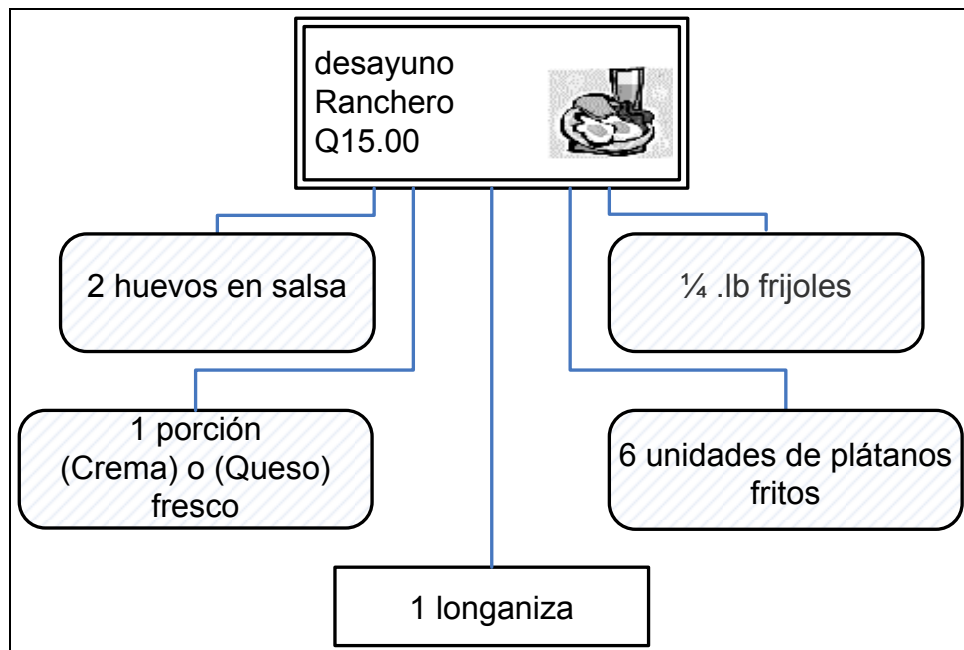 desayuno
Ranchero
Q15.00
2 huevos en salsa
¼ .lb frijoles
1 porción
(Crema) o (Queso)
fresco
6 unidades de plátanos
fritos
1 longaniza